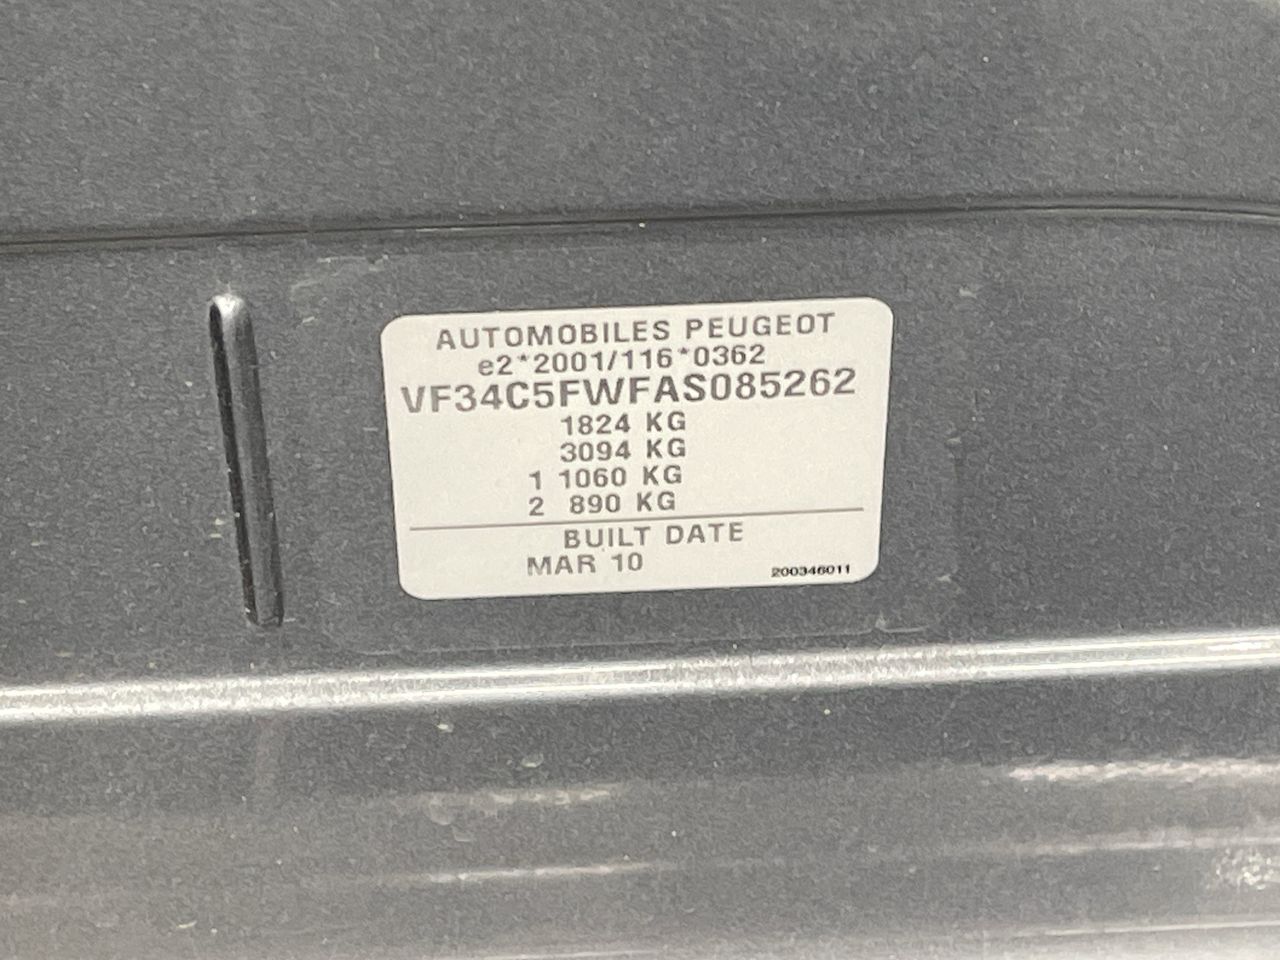 AUTOMOBILES PEUGEOT
e2*2001/116*0362
VF34C5FWFAS085262
1824 KG
3094 KG
1 1060 KG
2 890 KG
BUILT DATE
MAR 10
200346011